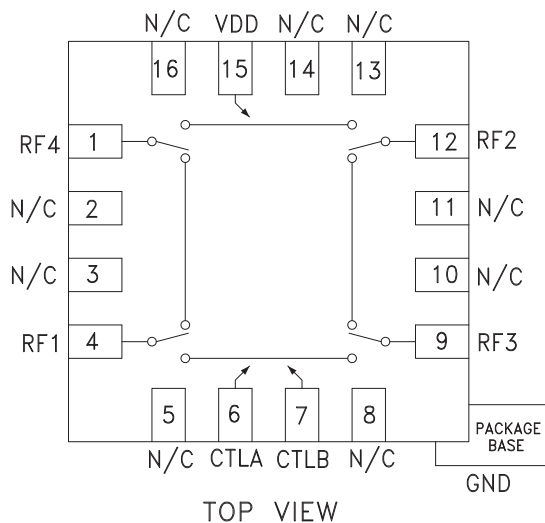 N/C VDD N/C N/C
16 15 14 13
RF4 1 12 RF2
N/C 2 11 N/C
N/C 3 10 N/C
RF1 4 9 RF3
5 6 7 8
N/C CTLA CTLB N/C
PACKAGE
BASE
GND
TOP VIEW